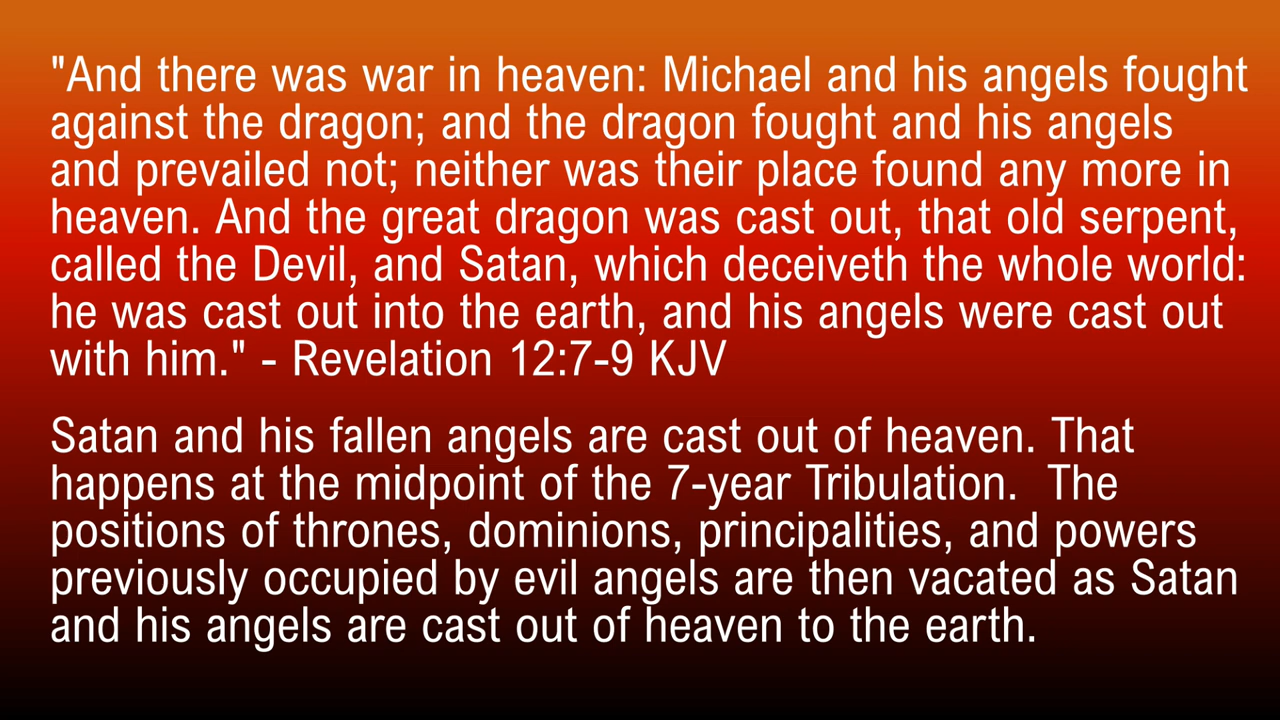 "And there was war in heaven: Michael and his angels fought
against the dragon; and the dragon fought and his angels
and prevailed not; neither was their place found any more in
heaven. And the great dragon was cast out, that old serpent,
called the Devil, and Satan, which deceiveth the whole world:
he was cast out into the earth, and his angels were cast out
with him." - Revelation 12:7-9 KJV
Satan and his fallen angels are cast out of heaven. That
happens at the midpoint of the 7-year Tribulation.  The
positions of thrones, dominions, principalities, and powers
previously occupied by evil angels are then vacated as Satan
and his angels are cast out of heaven to the earth.